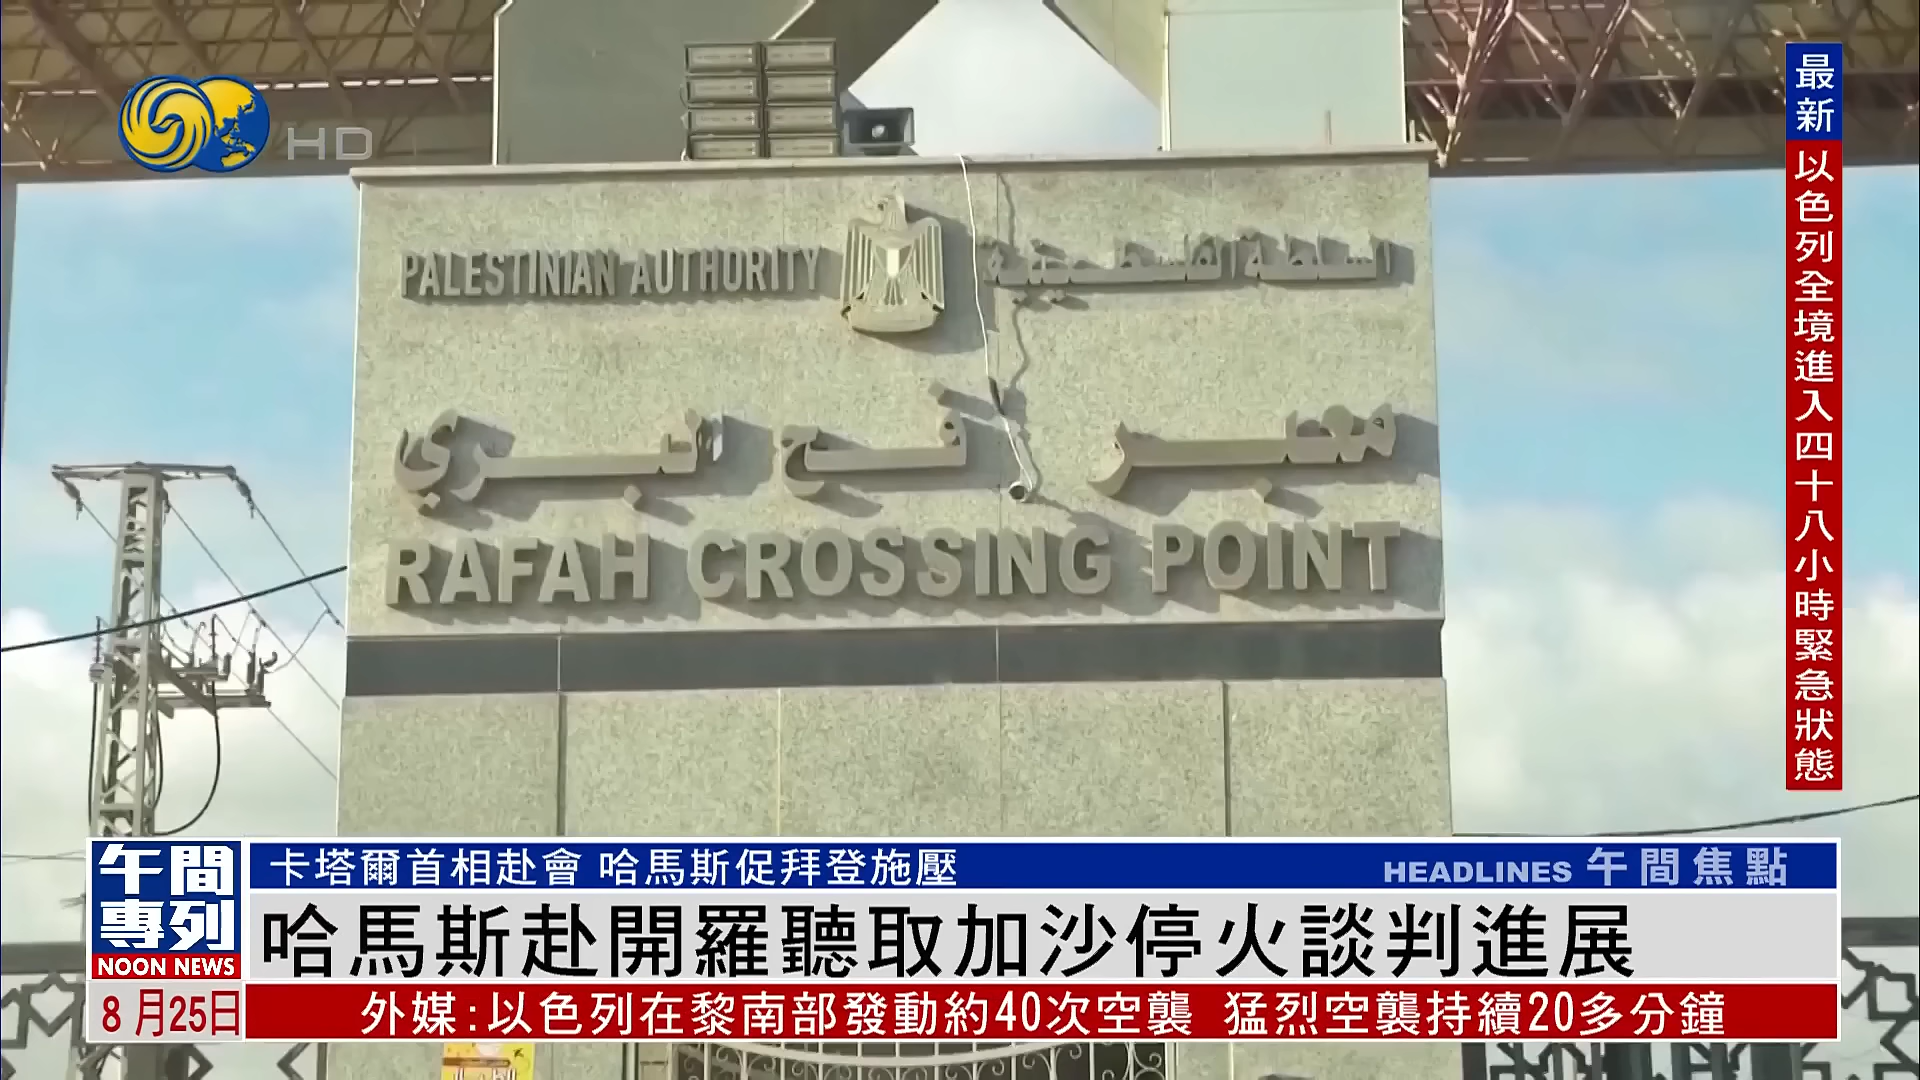 HD
PALESTINIAN AUTHORITY
السلطة الفلسطينية
معبر رفح البري
RAFAH CROSSING POINT
最新 以色列全境進入四十八小時緊急狀態
卡塔爾首相赴會 哈馬斯促拜登施壓
HEADLINES 午間焦點
午間專列
NOON NEWS
哈馬斯赴開羅聽取加沙停火談判進展
8月25日
外媒:以色列在黎南部發動約40次空襲 猛烈空襲持續20多分鐘